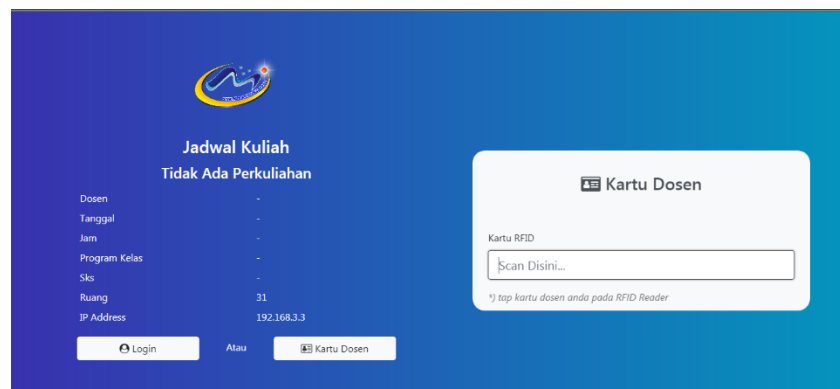 Jadwal Kuliah
Tidak Ada Perkuliahan
Dosen -
Tanggal -
Jam -
Program Kelas -
Sks -
Ruang 31
IP Address 192.168.3.3
Login Atau Kartu Dosen
Kartu Dosen
Kartu RFID
Scan Disini...
*) tap kartu dosen anda pada RFID Reader